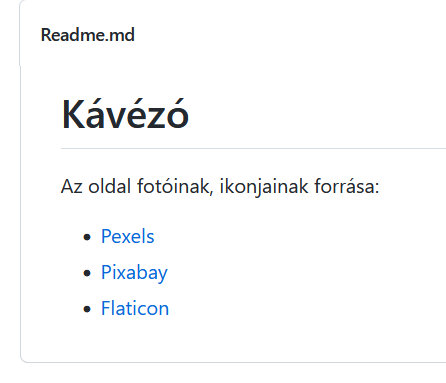 Readme.md
Kávézó
Az oldal fotóinak, ikonjainak forrása:
Pexels
Pixabay
Flaticon